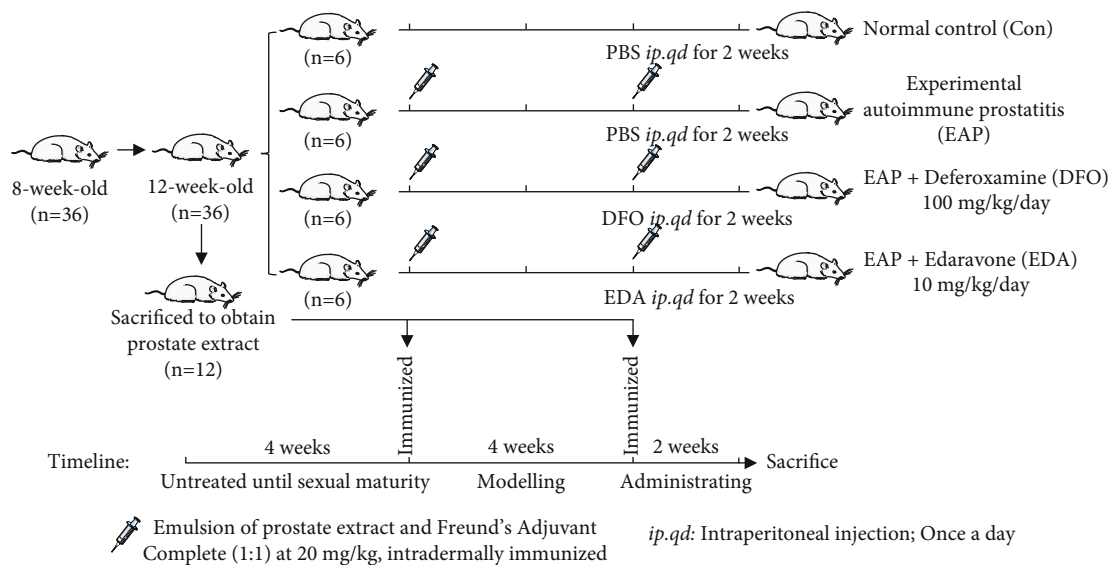 (n=6)
PBS ip.qd for 2 weeks
Normal control (Con)
(n=6)
PBS ip.qd for 2 weeks
Experimental
autoimmune prostatitis
(EAP)
8-week-old
(n=36)
12-week-old
(n=36)
(n=6)
DFO ip.qd for 2 weeks
EAP + Deferoxamine (DFO)
100 mg/kg/day
(n=6)
EDA ip.qd for 2 weeks
EAP + Edaravone (EDA)
10 mg/kg/day
Sacrificed to obtain
prostate extract
(n=12)
Immunized
Immunized
4 weeks
4 weeks
2 weeks
Timeline:
Sacrifice
Untreated until sexual maturity
Modelling
Administrating
Emulsion of prostate extract and Freund's Adjuvant
Complete (1:1) at 20 mg/kg, intradermally immunized
ip.qd: Intraperitoneal injection; Once a day